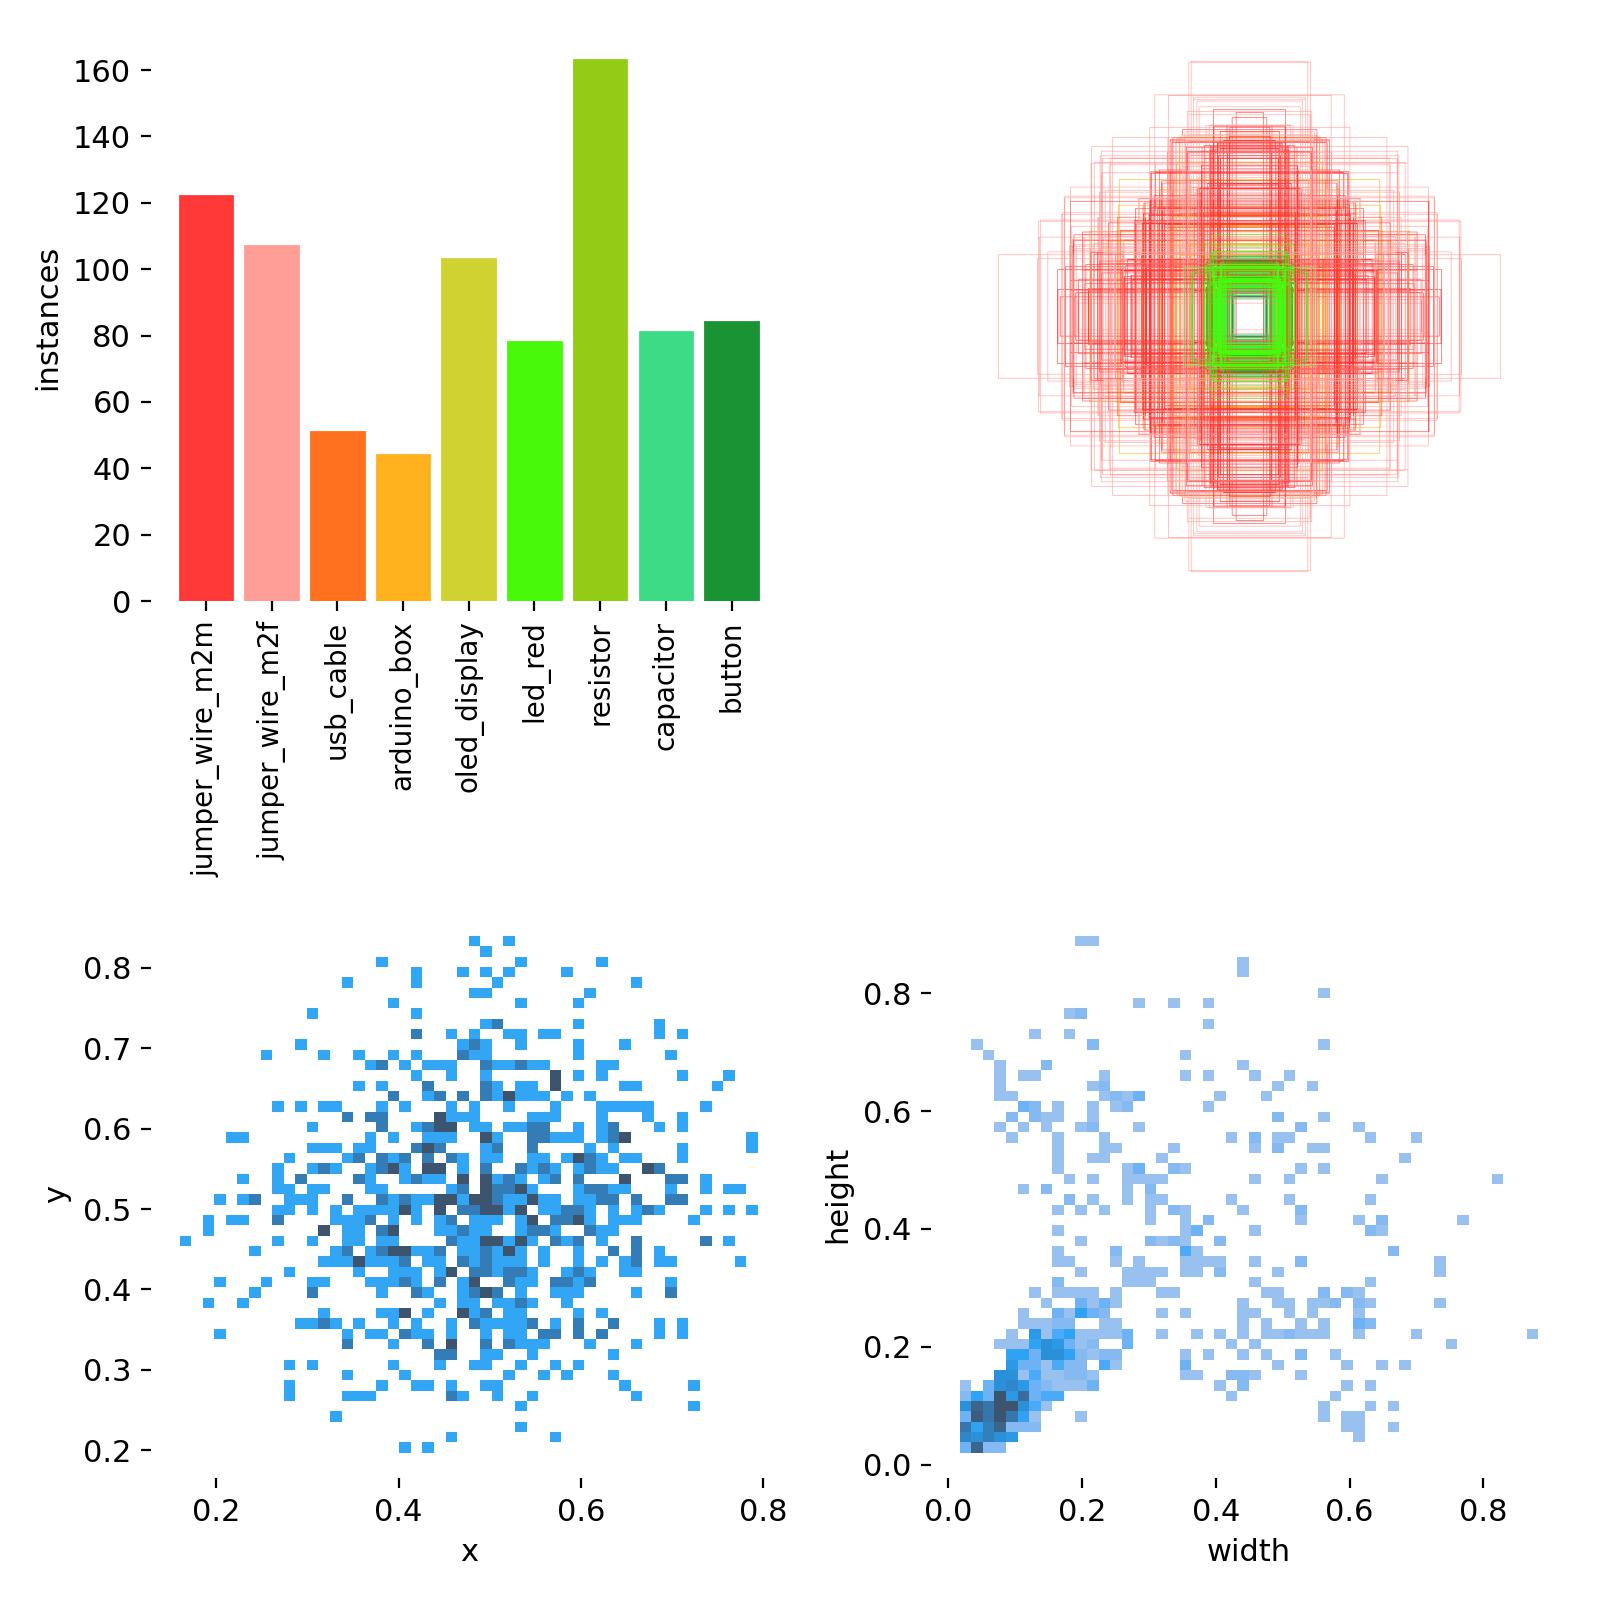 160
140
120
100
80
60
40
20
0
instances
jumper_wire_m2m
jumper_wire_m2f
usb_cable
arduino_box
oled_display
led_red
resistor
capacitor
button
0.8
0.7
0.6
0.5
0.4
0.3
0.2
y
0.2 0.4 0.6 0.8
x
0.8
0.6
0.4
0.2
0.0
height
0.0 0.2 0.4 0.6 0.8
width